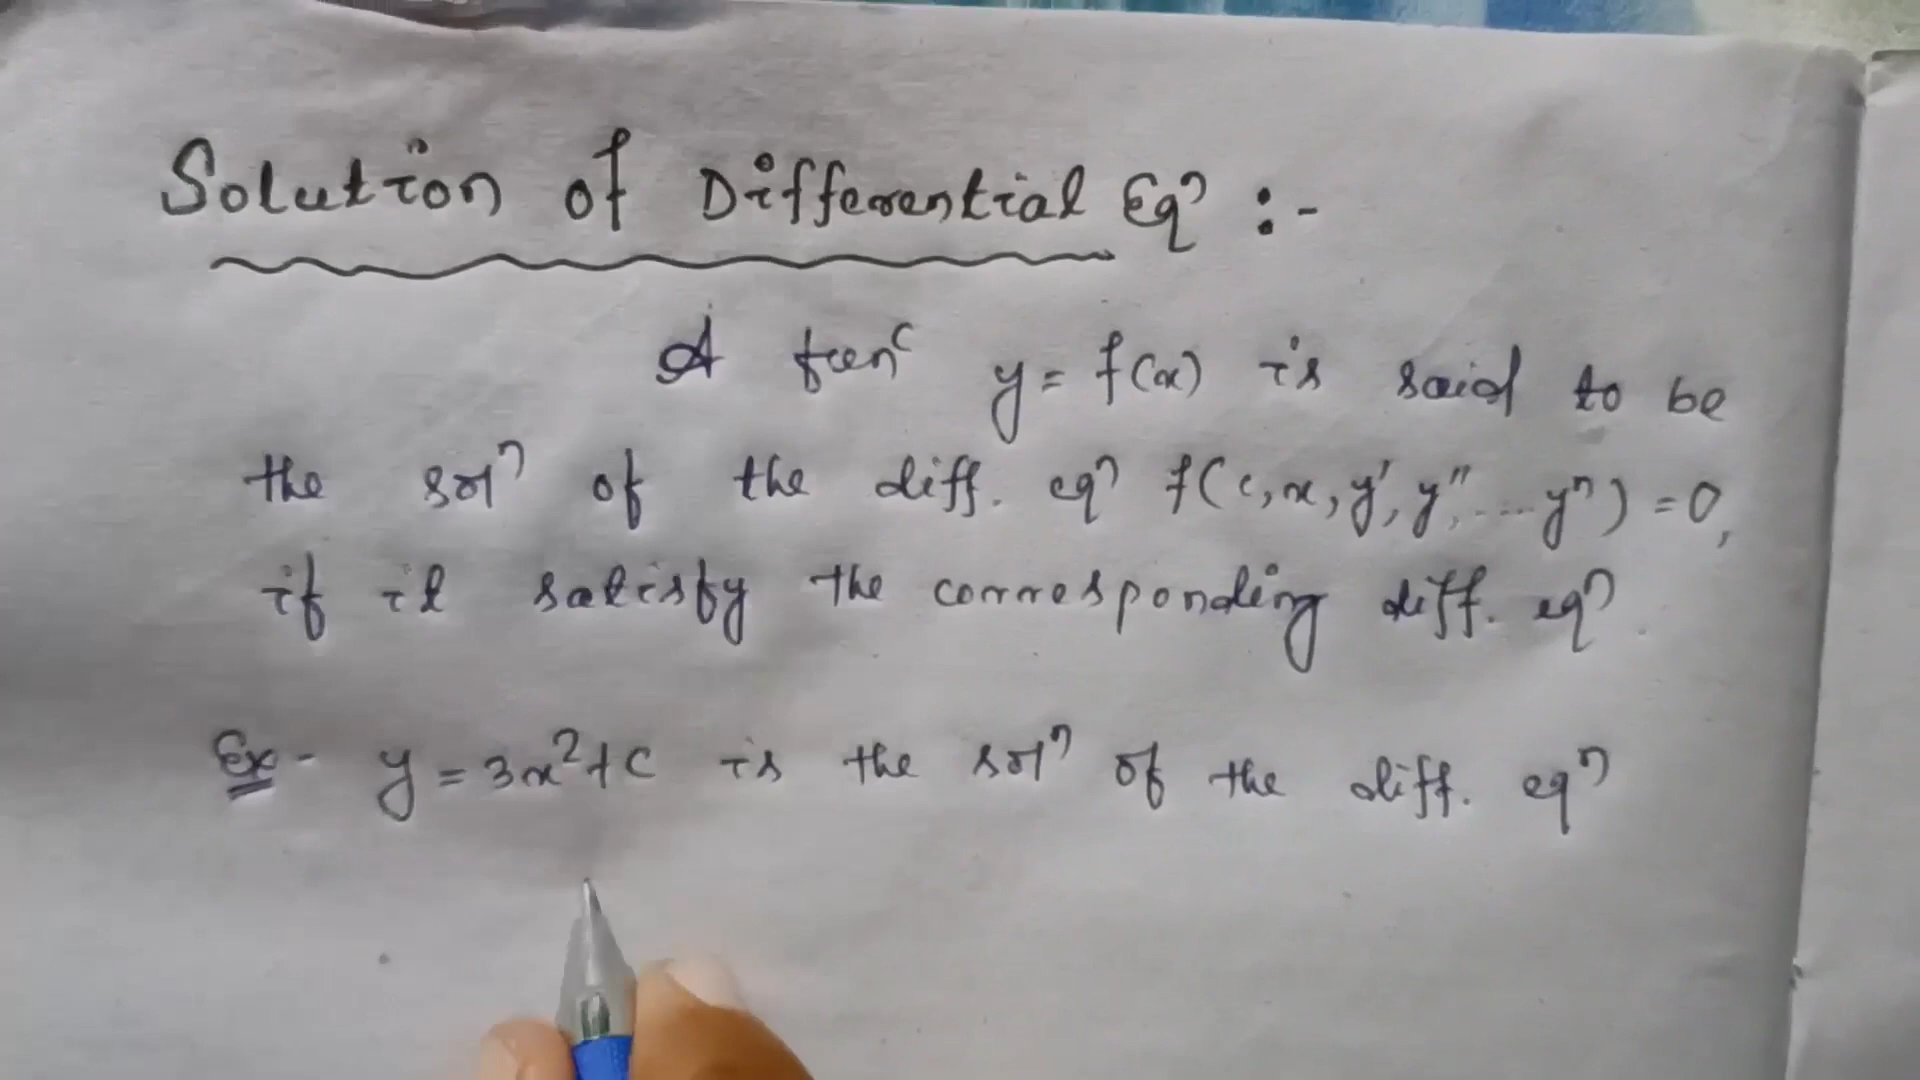 Solution of Differential Eqⁿ :-
A funᶜ y = f(x) is said to be
the solⁿ of the diff. eqⁿ f(c, x, y', y'', ... yⁿ) = 0,
if it satisfy the corresponding diff. eqⁿ.
Ex - y = 3x² + c is the solⁿ of the diff. eqⁿ